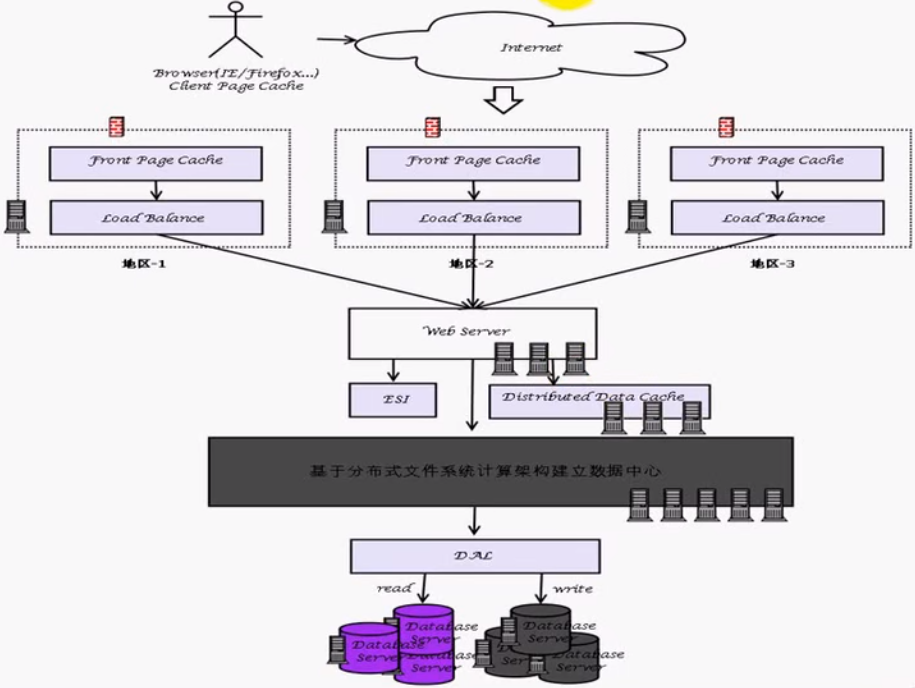 Internet
Browser(IE/Firefox...)
Client Page Cache
Front Page Cache
Front Page Cache
Front Page Cache
Load Balance
Load Balance
Load Balance
地区-1
地区-2
地区-3
Web Server
ESI
Distributed Data Cache
基于分布式文件系统计算架构建立数据中心
DAL
read
write
Database
Server
Database
Server
Database
Server
Database
Server
Database
Server
Server